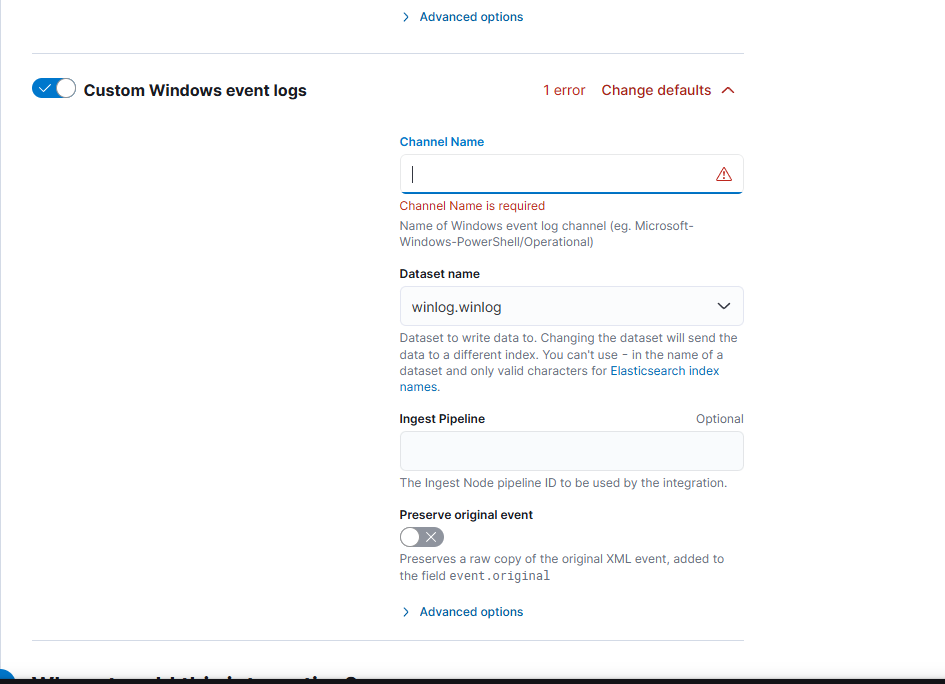 Advanced options
Custom Windows event logs
1 error
Change defaults
Channel Name
Channel Name is required
Name of Windows event log channel (eg. Microsoft-
Windows-PowerShell/Operational)
Dataset name
winlog.winlog
Dataset to write data to. Changing the dataset will send the
data to a different index. You can't use - in the name of a
dataset and only valid characters for Elasticsearch index
names.
Ingest Pipeline
Optional
The Ingest Node pipeline ID to be used by the integration.
Preserve original event
Preserves a raw copy of the original XML event, added to
the field event.original
Advanced options